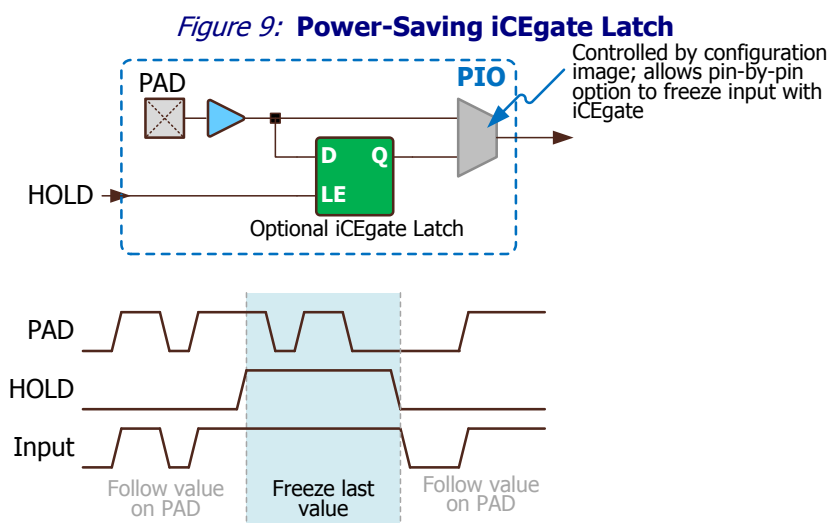 Figure 9: Power-Saving iCEgate Latch
Controlled by configuration
image; allows pin-by-pin
option to freeze input with
iCEgate
PIO
PAD
D Q
LE
HOLD
Optional iCEgate Latch
PAD
HOLD
Input
Follow value
on PAD
Freeze last
value
Follow value
on PAD